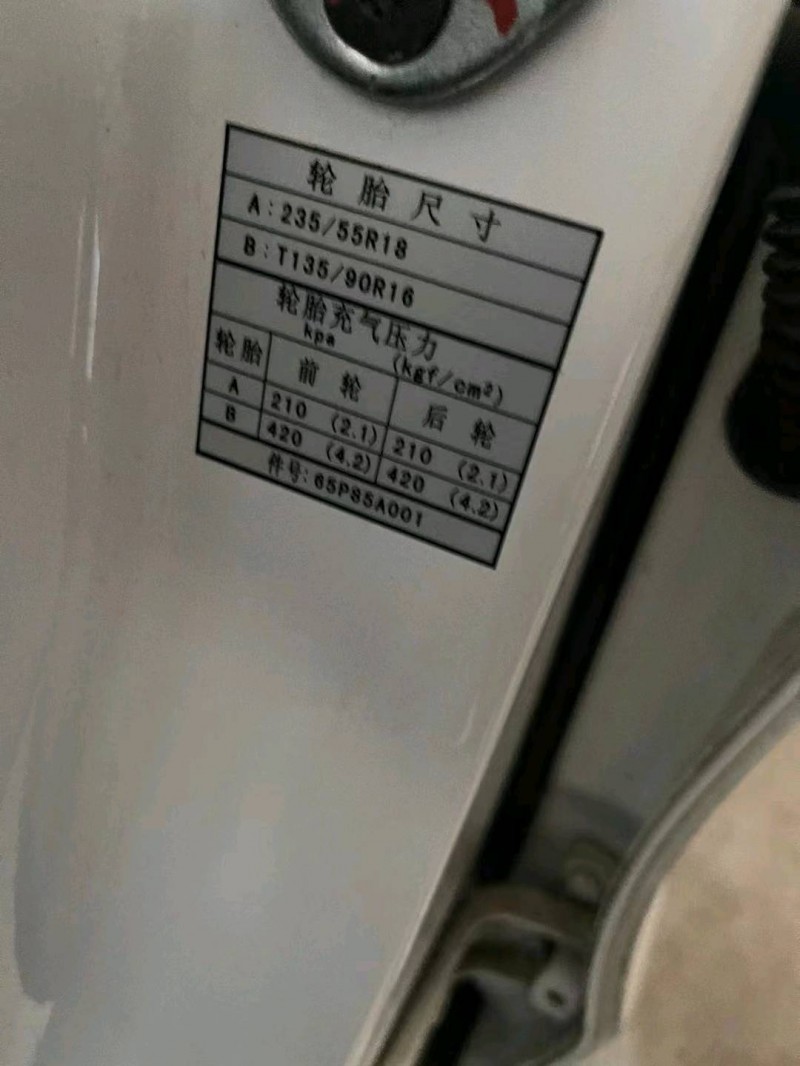 轮胎尺寸
A:235/55R18
B:T135/90R16
轮胎充气压力
kpa (kgf/cm²)
轮胎 前轮 后轮
A 210 (2.1) 210 (2.1)
B 420 (4.2) 420 (4.2)
件号:65P85A001